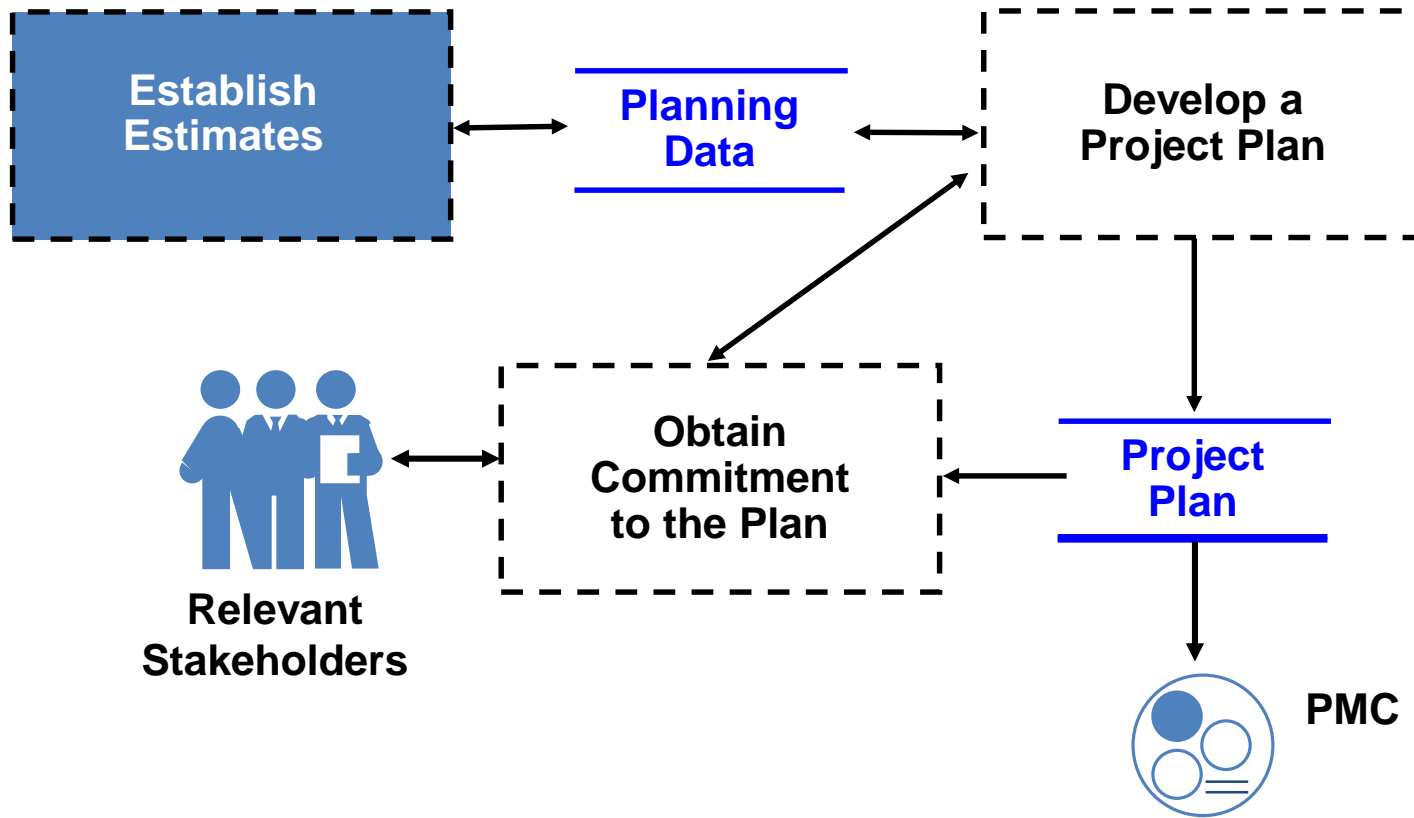 Establish
Estimates
Planning
Data
Develop a
Project Plan
Obtain
Commitment
to the Plan
Project
Plan
Relevant
Stakeholders
PMC